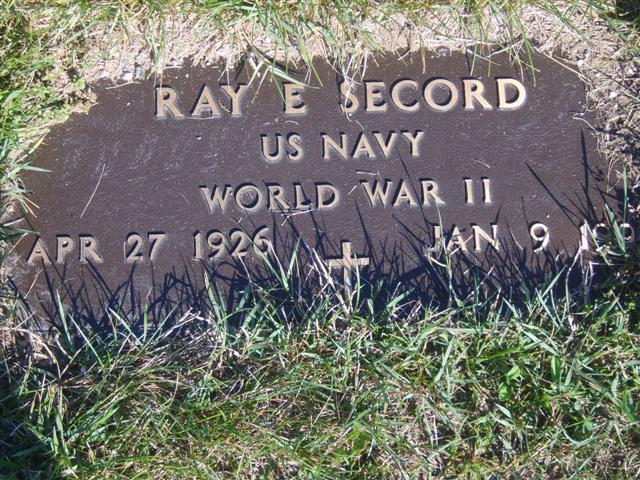 RAY E SECORD
US NAVY
WORLD WAR II
APR 27 1926 JAN 9